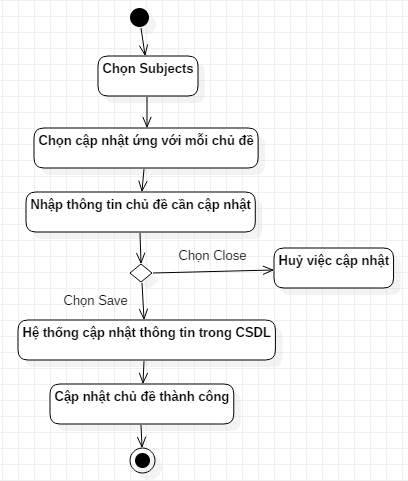 Chọn Subjects
Chọn cập nhật ứng với mỗi chủ đề
Nhập thông tin chủ đề cần cập nhật
Chọn Close
Huỷ việc cập nhật
Chọn Save
Hệ thống cập nhật thông tin trong CSDL
Cập nhật chủ đề thành công